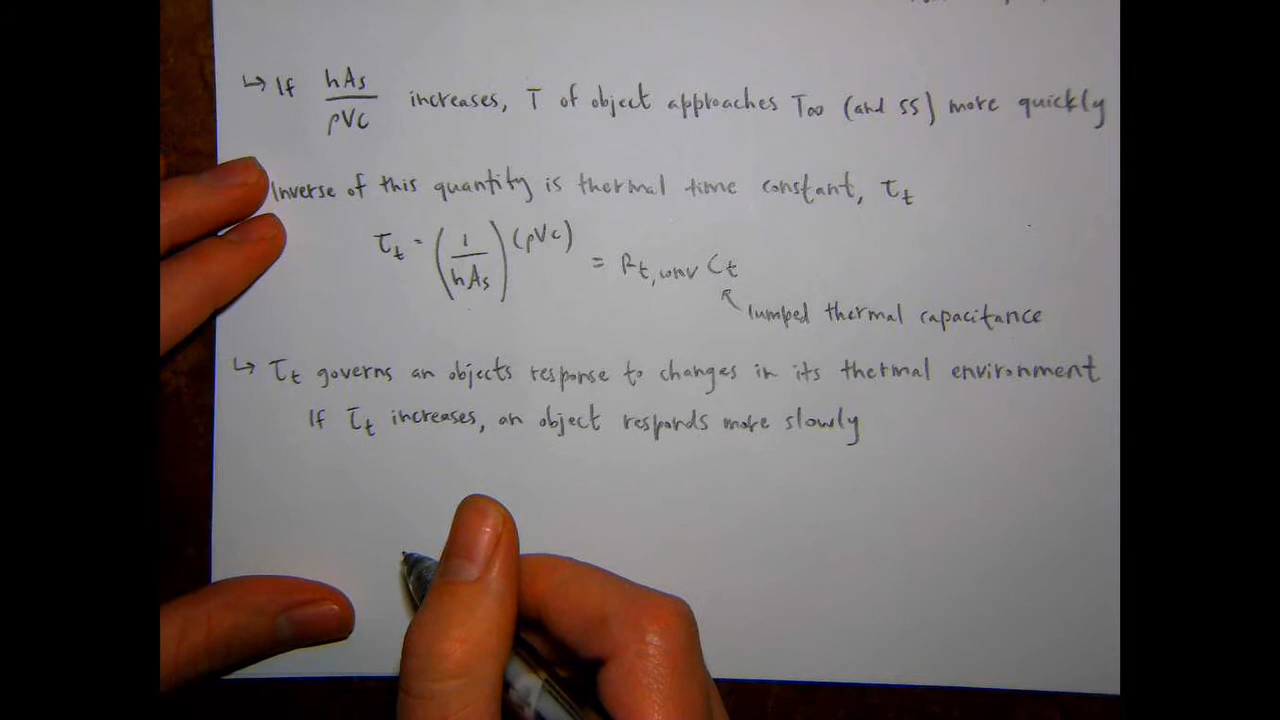 ↳ If hAs/ρVc increases, T of object approaches T∞ (and SS) more quickly
Inverse of this quantity is thermal time constant, τt
τt = (1/hAs)(ρVc) = Rt,conv Ct
lumped thermal capacitance
↳ τt governs an objects response to changes in its thermal environment
If τt increases, an object responds more slowly